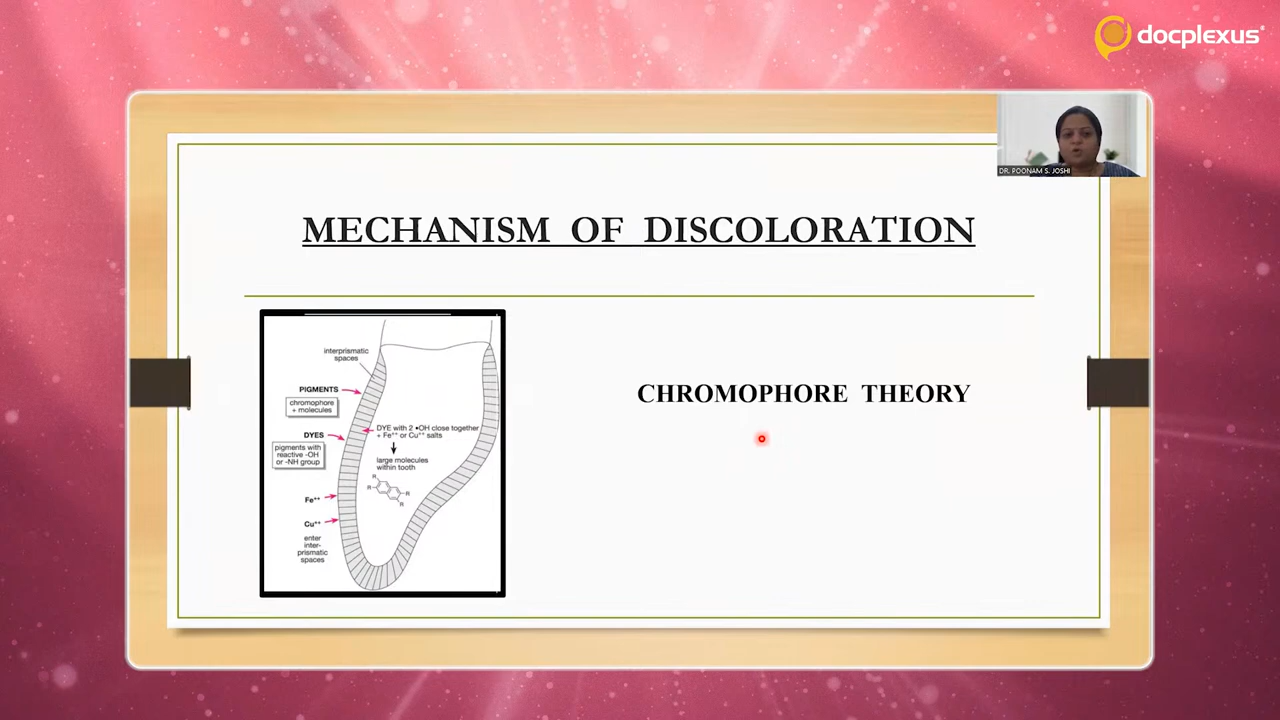 docplexus
DR. POONAM S. JOSHI
MECHANISM OF DISCOLORATION
interprismatic
spaces
PIGMENTS
chromophore
+ molecules
DYES
pigments with
reactive -OH
or -NH group
DYE with 2 •OH close together
+ Fe⁺⁺ or Cu⁺⁺ salts
large molecules
within tooth
R
R
R
R
Fe⁺⁺
Cu⁺⁺
enter
inter-
prismatic
spaces
CHROMOPHORE THEORY